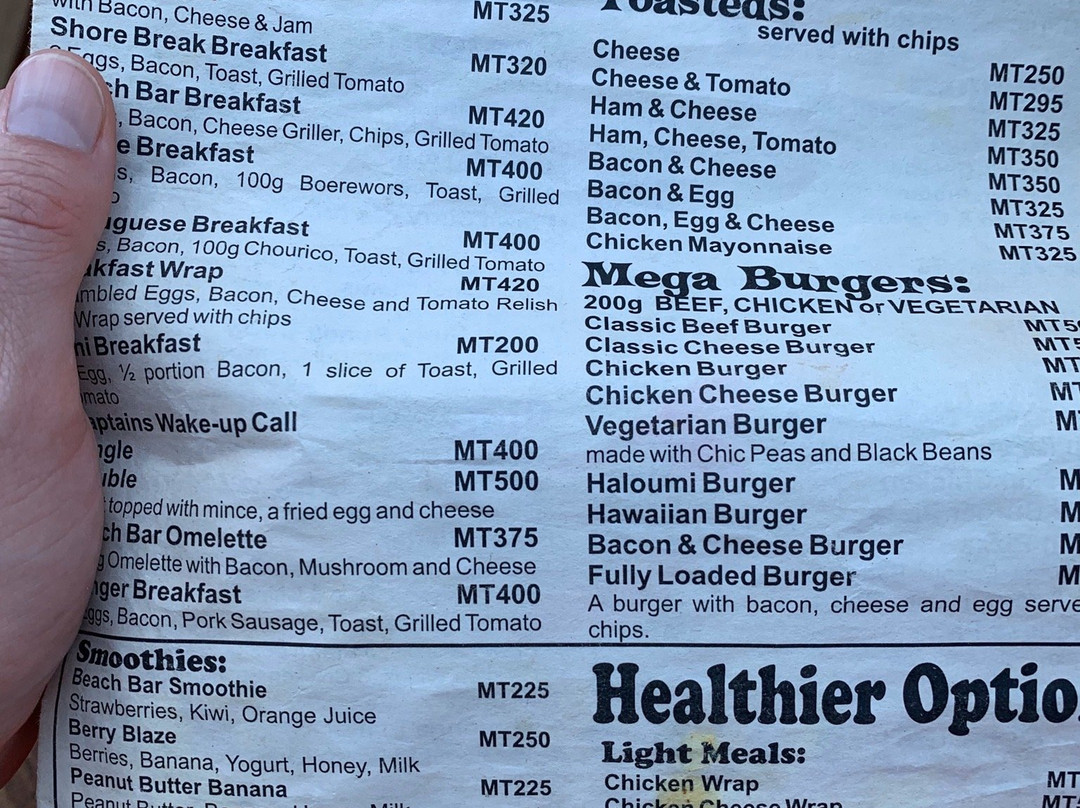 with Bacon, Cheese & Jam MT325
Shore Break Breakfast MT320
Eggs, Bacon, Toast, Grilled Tomato
Bar Breakfast MT420
, Bacon, Cheese Griller, Chips, Grilled Tomato
Breakfast MT400
Bacon, 100g Boerewors, Toast, Grilled
Breakfast MT400
Bacon, 100g Chourico, Toast, Grilled Tomato
Wrap MT420
Eggs, Bacon, Cheese and Tomato Relish
Wrap served with chips
Breakfast MT200
Egg, ½ portion Bacon, 1 slice of Toast, Grilled
Wake-up Call
MT400
MT500
topped with mince, a fried egg and cheese
Bar Omelette MT375
Omelette with Bacon, Mushroom and Cheese
Breakfast MT400
Bacon, Pork Sausage, Toast, Grilled Tomato
Smoothies:
Beach Bar Smoothie MT225
Strawberries, Kiwi, Orange Juice
Berry Blaze MT250
Berries, Banana, Yogurt, Honey, Milk
Peanut Butter Banana MT225
Toasteds:
served with chips
Cheese MT250
Cheese & Tomato MT295
Ham & Cheese MT325
Ham, Cheese, Tomato MT350
Bacon & Cheese MT350
Bacon & Egg MT325
Bacon, Egg & Cheese MT375
Chicken Mayonnaise MT325
Mega Burgers:
200g BEEF, CHICKEN or VEGETARIAN
Classic Beef Burger
Classic Cheese Burger
Chicken Burger MT
Chicken Cheese Burger
Vegetarian Burger
made with Chic Peas and Black Beans
Haloumi Burger
Hawaiian Burger
Bacon & Cheese Burger
Fully Loaded Burger
A burger with bacon, cheese and egg serve
chips.
Healthier Optio
Light Meals:
Chicken Wrap MT
Chicken Cheese Wrap MT